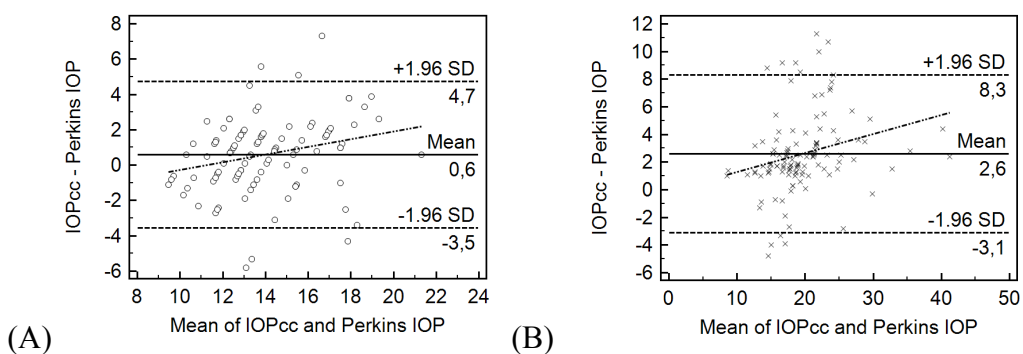 8
6
4
2
0
-2
-4
-6
IOPcc - Perkins IOP
+1.96 SD
4,7
Mean
0,6
-1.96 SD
-3,5
8 10 12 14 16 18 20 22 24
Mean of IOPcc and Perkins IOP
(A)
12
10
8
6
4
2
0
-2
-4
-6
IOPcc - Perkins IOP
+1.96 SD
8,3
Mean
2,6
-1.96 SD
-3,1
0 10 20 30 40 50
Mean of IOPcc and Perkins IOP
(B)